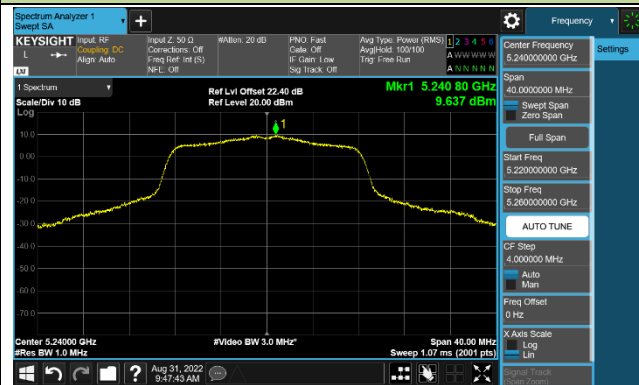 Spectrum Analyzer 1
Swept SA
+
Frequency
KEYSIGHT
Input: RF
Coupling: DC
Align: Auto
Input Z: 50 Ω
Corrections: Off
Freq Ref: Int (S)
NFE: Off
#Atten: 20 dB
PNO: Fast
Gate: Off
IF Gain: Low
Sig Track: Off
Avg Type: Power (RMS)
Avg|Hold: 100/100
Trig: Free Run
1 2 3 4 5 6
A W W W W W
A N N N N N
L
LXI
1 Spectrum
Scale/Div 10 dB
Log
Ref Lvl Offset 22.40 dB
Ref Level 20.00 dBm
Mkr1 5.240 80 GHz
9.637 dBm
1
10.0
0.00
-10.0
-20.0
-30.0
-40.0
-50.0
-60.0
-70.0
Center 5.24000 GHz
#Res BW 1.0 MHz
#Video BW 3.0 MHz*
Span 40.00 MHz
Sweep 1.07 ms (2001 pts)
Center Frequency
5.240000000 GHz
Settings
Span
40.0000000 MHz
Swept Span
Zero Span
Full Span
Start Freq
5.220000000 GHz
Stop Freq
5.260000000 GHz
AUTO TUNE
CF Step
4.000000 MHz
Auto
Man
Freq Offset
0 Hz
X Axis Scale
Log
Lin
Signal Track
(Span Zoom)
?
Aug 31, 2022
9:47:43 AM